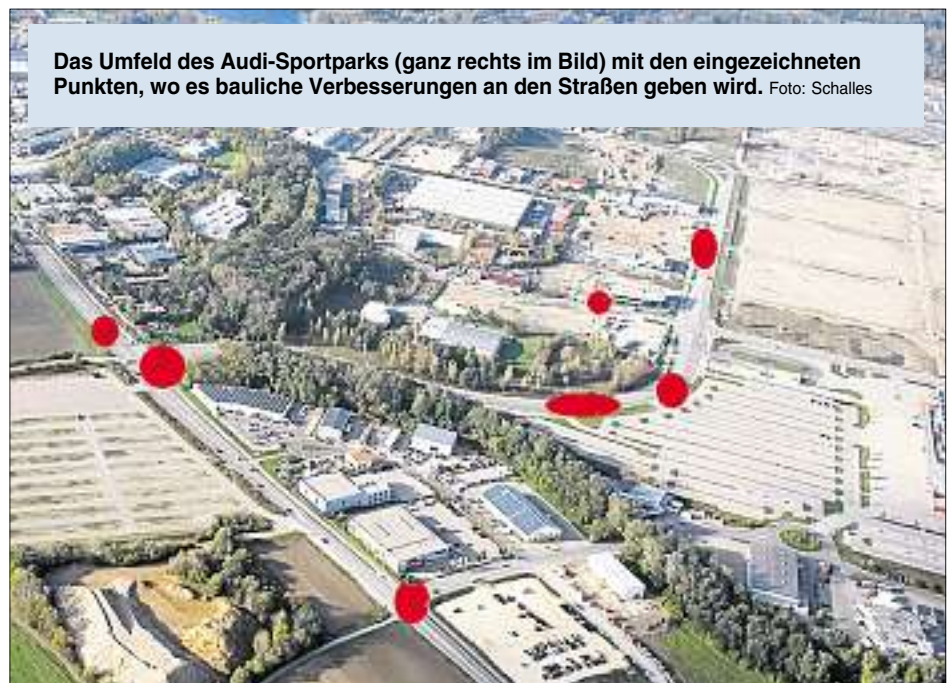 Das Umfeld des Audi-Sportparks (ganz rechts im Bild) mit den eingezeichneten
Punkten, wo es bauliche Verbesserungen an den Straßen geben wird. Foto: Schalles